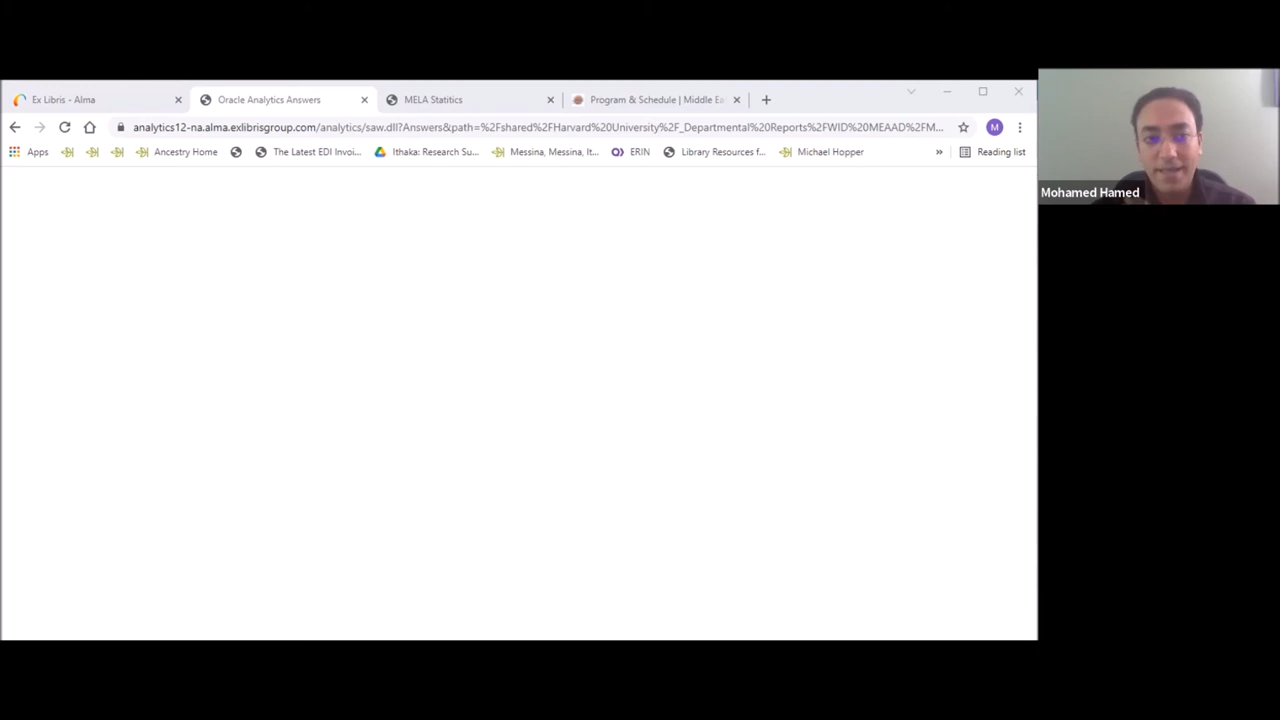 Ex Libris - Alma
Oracle Analytics Answers
MELA Statitics
Program & Schedule | Middle Ea
analytics12-na.alma.exlibrisgroup.com/analytics/saw.dll?Answers&path=%2Fshared%2FHarvard%20University%2F_Departmental%20Reports%2FWID%20MEAAD%2FM...
M
Apps
Ancestry Home
The Latest EDI Invoi...
Ithaka: Research Su...
Messina, Messina, It...
ERIN
Library Resources f...
Michael Hopper
»
Reading list
Mohamed Hamed